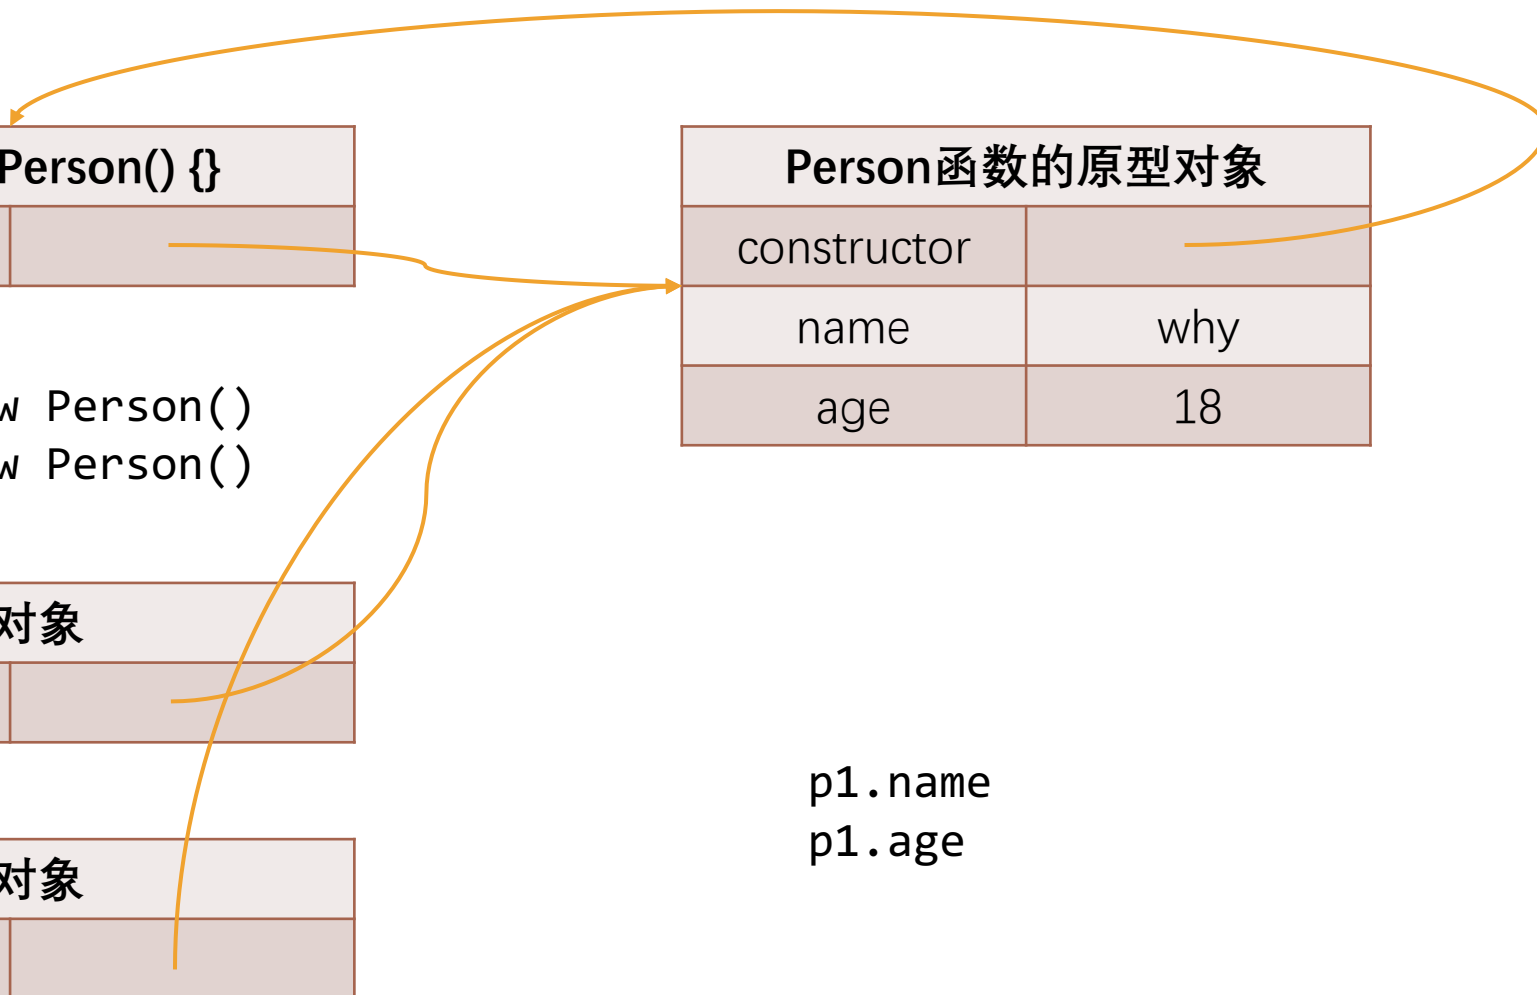 Person() {}
Person函数的原型对象
constructor
name why
age 18
w Person()
w Person()
对象
对象
p1.name
p1.age